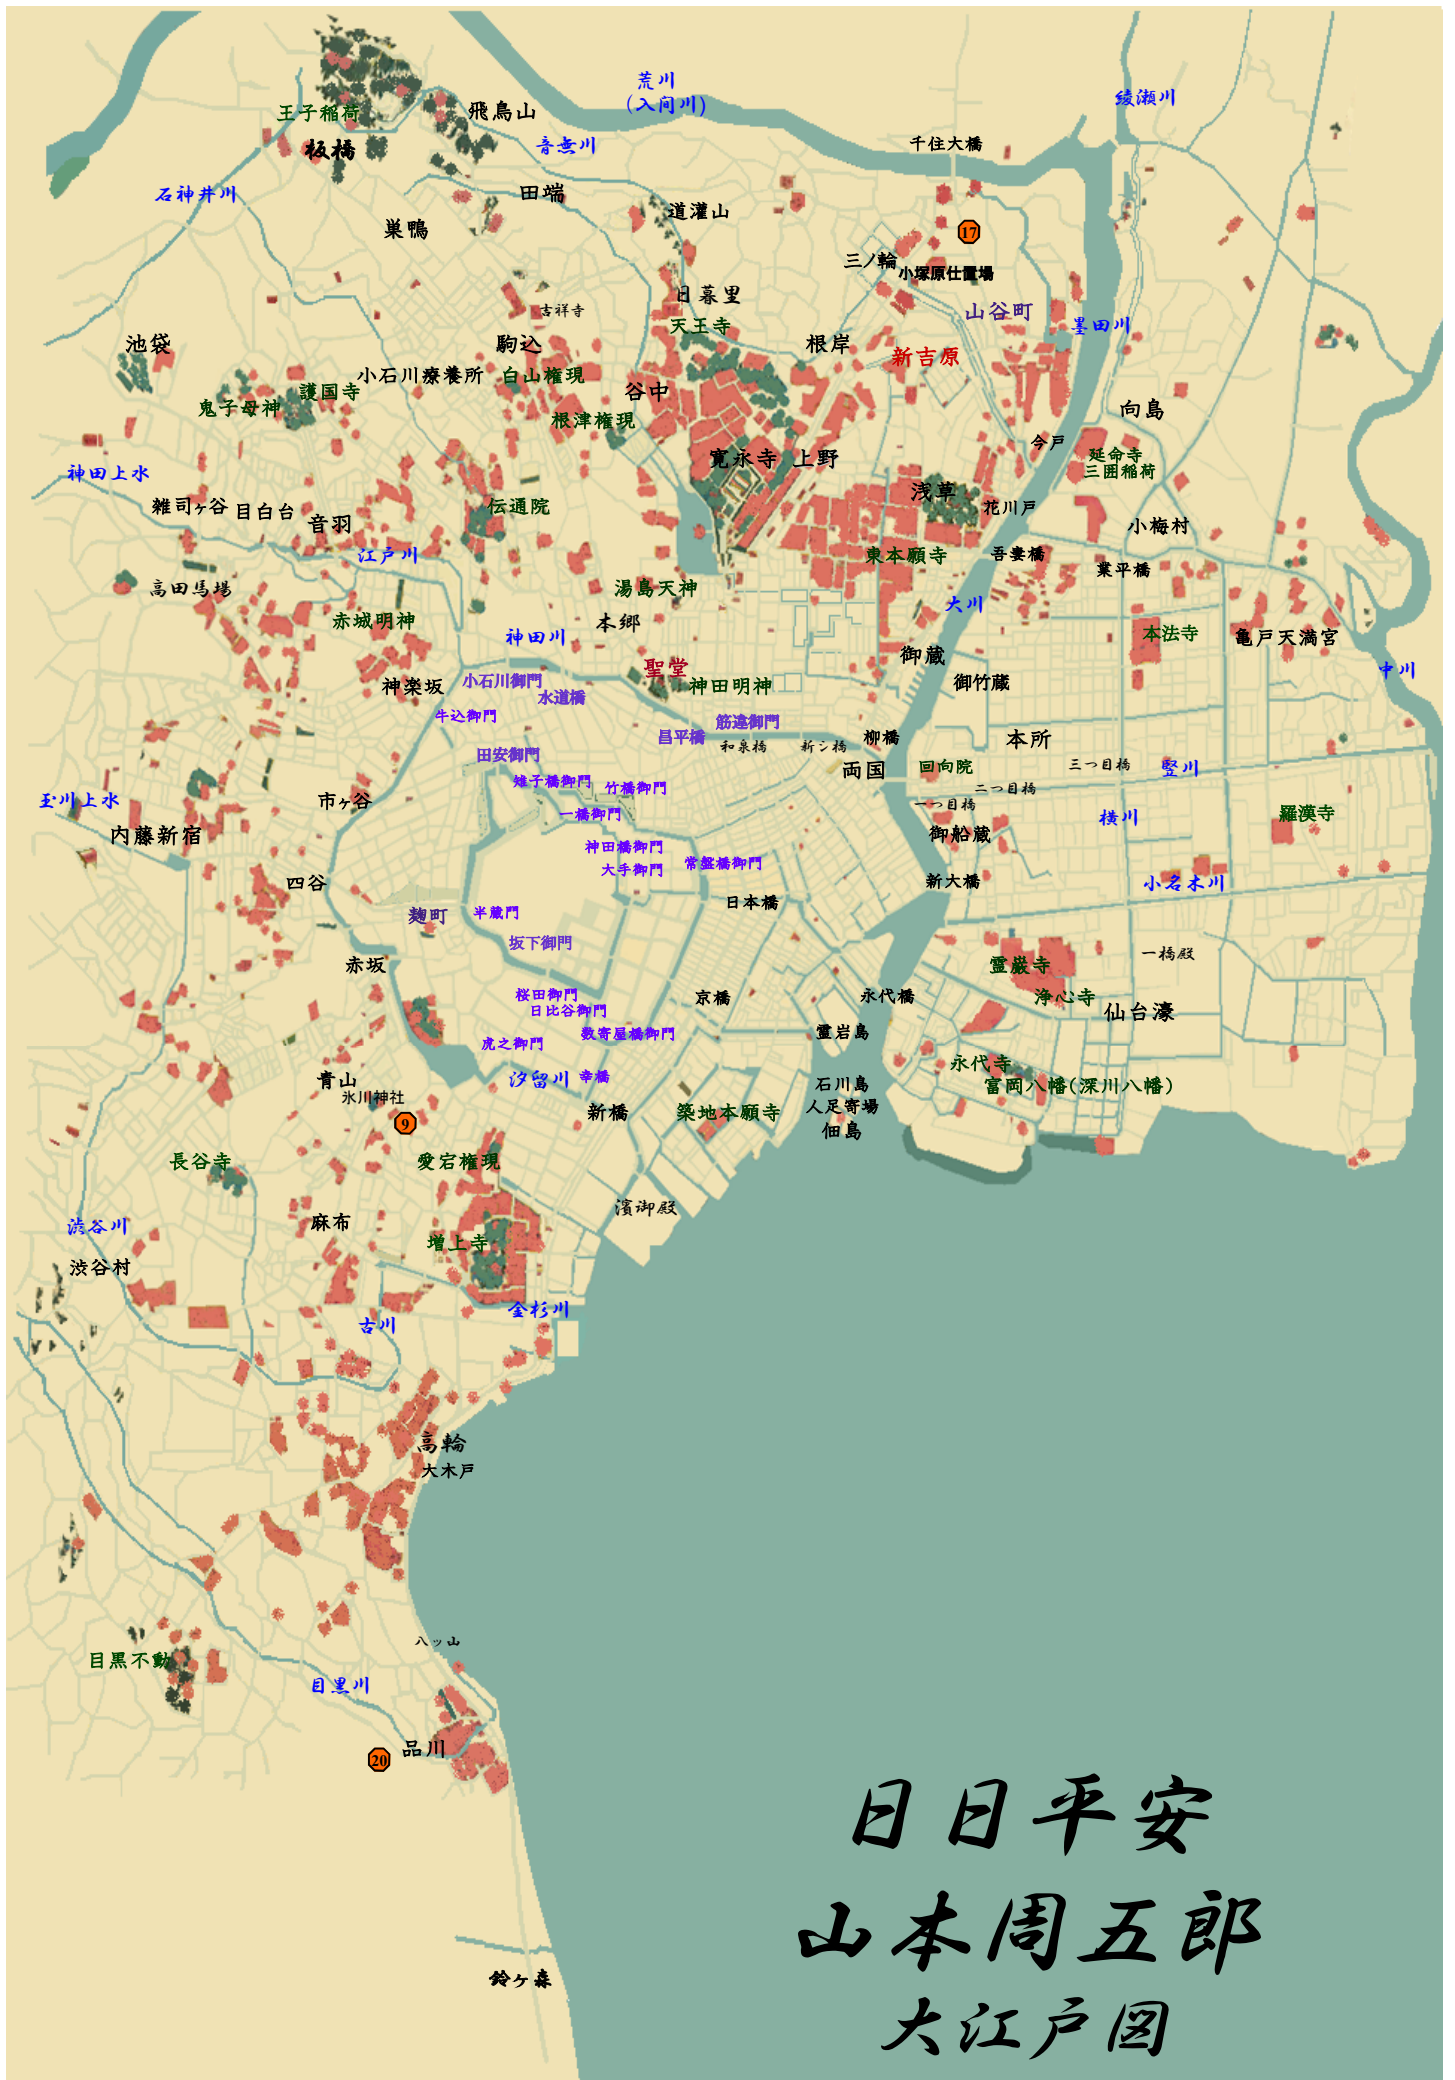 荒川
(入间川)
綾瀬川
王子稲荷
飛鳥山
板橋
音無川
千住大橋
石神井川
田端
道灌山
巣鴨
17
三ノ輪
小塚原仕置場
日暮里
吉祥寺
山谷町
天王寺
墨田川
池袋
駒込
根岸
新吉原
小石川療養所
白山権現
護国寺
谷中
鬼子母神
向島
根津権現
今戸
延命寺
三囲稲荷
寛永寺
上野
神田上水
浅草
雑司ヶ谷
目白台
音羽
伝通院
花川戸
小梅村
江戸川
東本願寺
吾妻橋
業平橋
高田馬場
湯島天神
大川
赤城明神
本郷
神田川
本法寺
亀戸天満宮
御蔵
聖堂
中川
神楽坂
小石川御門
神田明神
御竹蔵
水道橋
牛込御門
筋違御門
昌平橋
和泉橋
新シ橋
柳橋
本所
田安御門
両国
回向院
三つ目橋
竪川
雉子橋御門
竹橋御門
二つ目橋
玉川上水
市ヶ谷
一つ目橋
一橋御門
横川
羅漢寺
内藤新宿
御船蔵
神田橋御門
常盤橋御門
大手御門
四谷
新大橋
小名木川
日本橋
麹町
半蔵門
坂下御門
一橋殿
赤坂
霊巌寺
桜田御門
京橋
永代橋
浄心寺
日比谷御門
仙台濠
数寄屋橋御門
霊岩島
虎之御門
永代寺
青山
汐留川
幸橋
石川島
富岡八幡(深川八幡)
氷川神社
人足寄場
9
新橋
築地本願寺
佃島
長谷寺
愛宕権現
濱御殿
渋谷川
麻布
増上寺
渋谷村
金杉川
古川
高輪
大木戸
八ッ山
目黒不動
目黒川
品川
20
日日平安
山本周五郎
鈴ヶ森
大江戸図